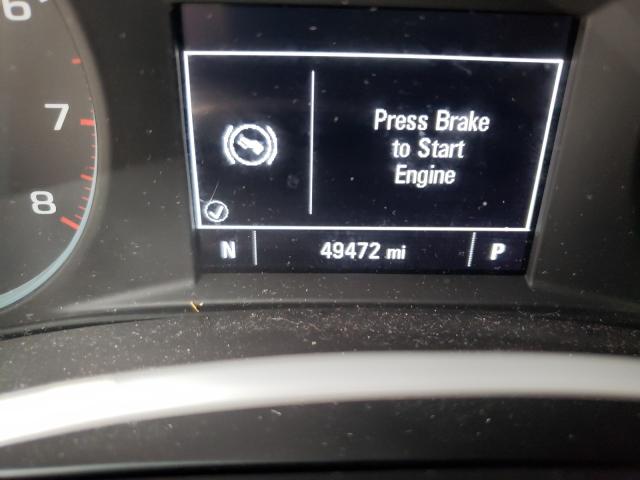 6
7
8
Press Brake
to Start
Engine
N 49472 mi P